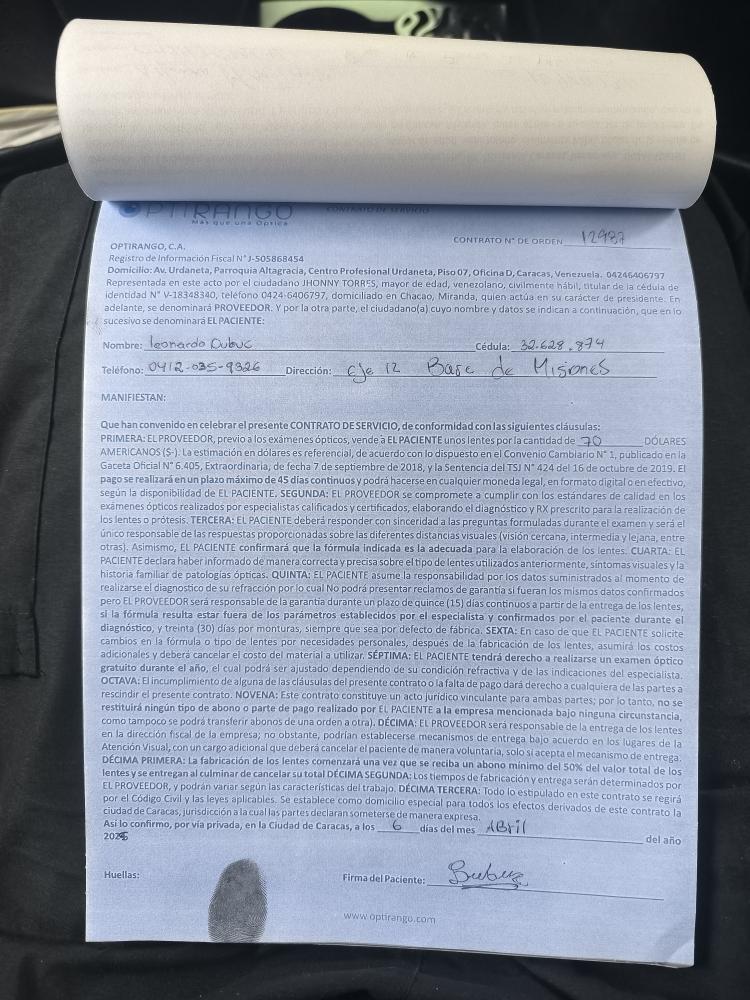 OPTIRANGO
Más que una Óptica
CONTRATO DE SERVICIO
CONTRATO N° DE ORDEN 12987
OPTIRANGO, C.A.
Registro de Información Fiscal N° J-505868454
Domicilio: Av. Urdaneta, Parroquia Altagracia, Centro Profesional Urdaneta, Piso 07, Oficina D, Caracas, Venezuela. 04246406797
Representada en este acto por el ciudadano JHONNY TORRES, mayor de edad, venezolano, civilmente hábil, titular de la cédula de
identidad N° V-18348340, teléfono 0424-6406797, domiciliado en Chacao, Miranda, quien actúa en su carácter de presidente. En
adelante, se denominará PROVEEDOR. Y por la otra parte, el ciudadano(a) cuyo nombre y datos se indican a continuación, que en lo
sucesivo se denominará EL PACIENTE:
Nombre: leonardo Dubuc Cédula: 32.628.874
Teléfono: 0412-035-9326 Dirección: eje 12 Base de Misiones
MANIFIESTAN:
Que han convenido en celebrar el presente CONTRATO DE SERVICIO, de conformidad con las siguientes cláusulas:
PRIMERA: EL PROVEEDOR, previo a los exámenes ópticos, vende a EL PACIENTE unos lentes por la cantidad de 70 DÓLARES
AMERICANOS ($-). La estimación en dólares es referencial, de acuerdo con lo dispuesto en el Convenio Cambiario N° 1, publicado en la
Gaceta Oficial N° 6.405, Extraordinaria, de fecha 7 de septiembre de 2018, y la Sentencia del TSJ N° 424 del 16 de octubre de 2019. El
pago se realizará en un plazo máximo de 45 días continuos y podrá hacerse en cualquier moneda legal, en formato digital o en efectivo,
según la disponibilidad de EL PACIENTE. SEGUNDA: EL PROVEEDOR se compromete a cumplir con los estándares de calidad en los
exámenes ópticos realizados por especialistas calificados y certificados, elaborando el diagnóstico y RX prescrito para la realización de
los lentes o prótesis. TERCERA: EL PACIENTE deberá responder con sinceridad a las preguntas formuladas durante el examen y será el
único responsable de las respuestas proporcionadas sobre las diferentes distancias visuales (visión cercana, intermedia y lejana, entre
otras). Asimismo, EL PACIENTE confirmará que la fórmula indicada es la adecuada para la elaboración de los lentes. CUARTA: EL
PACIENTE declara haber informado de manera correcta y precisa sobre el tipo de lentes utilizados anteriormente, síntomas visuales y la
historia familiar de patologías ópticas. QUINTA: EL PACIENTE asume la responsabilidad por los datos suministrados al momento de
realizarse el diagnostico de su refracción por lo cual No podrá presentar reclamos de garantía si fueran los mismos datos confirmados
pero EL PROVEEDOR será responsable de la garantía durante un plazo de quince (15) días continuos a partir de la entrega de los lentes,
si la fórmula resulta estar fuera de los parámetros establecidos por el especialista y confirmados por el paciente durante el
diagnóstico, y treinta (30) días por monturas, siempre que sea por defecto de fábrica. SEXTA: En caso de que EL PACIENTE solicite
cambios en la fórmula o tipo de lentes por necesidades personales, después de la fabricación de los lentes, asumirá los costos
adicionales y deberá cancelar el costo del material a utilizar. SÉPTIMA: EL PACIENTE tendrá derecho a realizarse un examen óptico
gratuito durante el año, el cual podrá ser ajustado dependiendo de su condición refractiva y de las indicaciones del especialista.
OCTAVA: El incumplimiento de alguna de las cláusulas del presente contrato o la falta de pago dará derecho a cualquiera de las partes a
rescindir el presente contrato. NOVENA: Este contrato constituye un acto jurídico vinculante para ambas partes; por lo tanto, no se
restituirá ningún tipo de abono o parte de pago realizado por EL PACIENTE a la empresa mencionada bajo ninguna circunstancia,
como tampoco se podrá transferir abonos de una orden a otra). DÉCIMA: EL PROVEEDOR será responsable de la entrega de los lentes
en la dirección fiscal de la empresa; no obstante, podrían establecerse mecanismos de entrega bajo acuerdo en los lugares de la
Atención Visual, con un cargo adicional que deberá cancelar el paciente de manera voluntaria, solo si acepta el mecanismo de entrega.
DÉCIMA PRIMERA: La fabricación de los lentes comenzará una vez que se reciba un abono mínimo del 50% del valor total de los
lentes y se entregan al culminar de cancelar su total DÉCIMA SEGUNDA: Los tiempos de fabricación y entrega serán determinados por
EL PROVEEDOR, y podrán variar según las características del trabajo. DÉCIMA TERCERA: Todo lo estipulado en este contrato se regirá
por el Código Civil y las leyes aplicables. Se establece como domicilio especial para todos los efectos derivados de este contrato la
ciudad de Caracas, jurisdicción a la cual las partes declaran someterse de manera expresa.
Así lo confirmo, por vía privada, en la Ciudad de Caracas, a los 6 días del mes ABril del año
Huellas:
Firma del Paciente: Dubuc
www.optirango.com